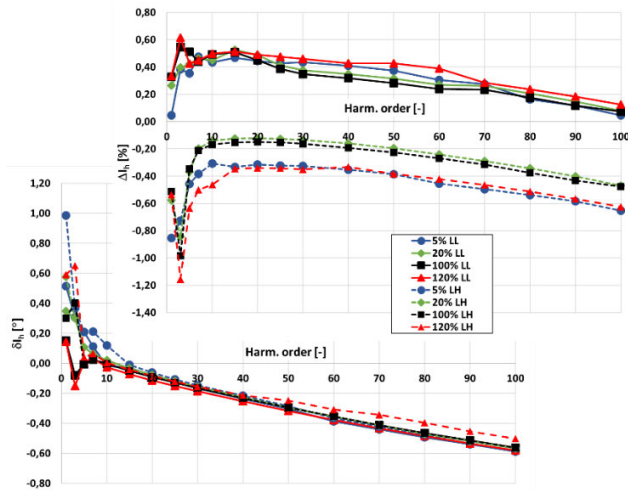 0,80
0,60
0,40
0,20
0,00
-0,20
-0,40
-0,60
-0,80
-1,00
-1,20
-1,40
ΔIₕ [%]
Harm. order [-]
0 10 20 30 40 50 60 70 80 90 100
5% LL
20% LL
100% LL
120% LL
5% LH
20% LH
100% LH
120% LH
1,20
1,00
0,80
0,60
0,40
0,20
0,00
-0,20
-0,40
-0,60
-0,80
δIₕ [°]
Harm. order [-]
0 10 20 30 40 50 60 70 80 90 100